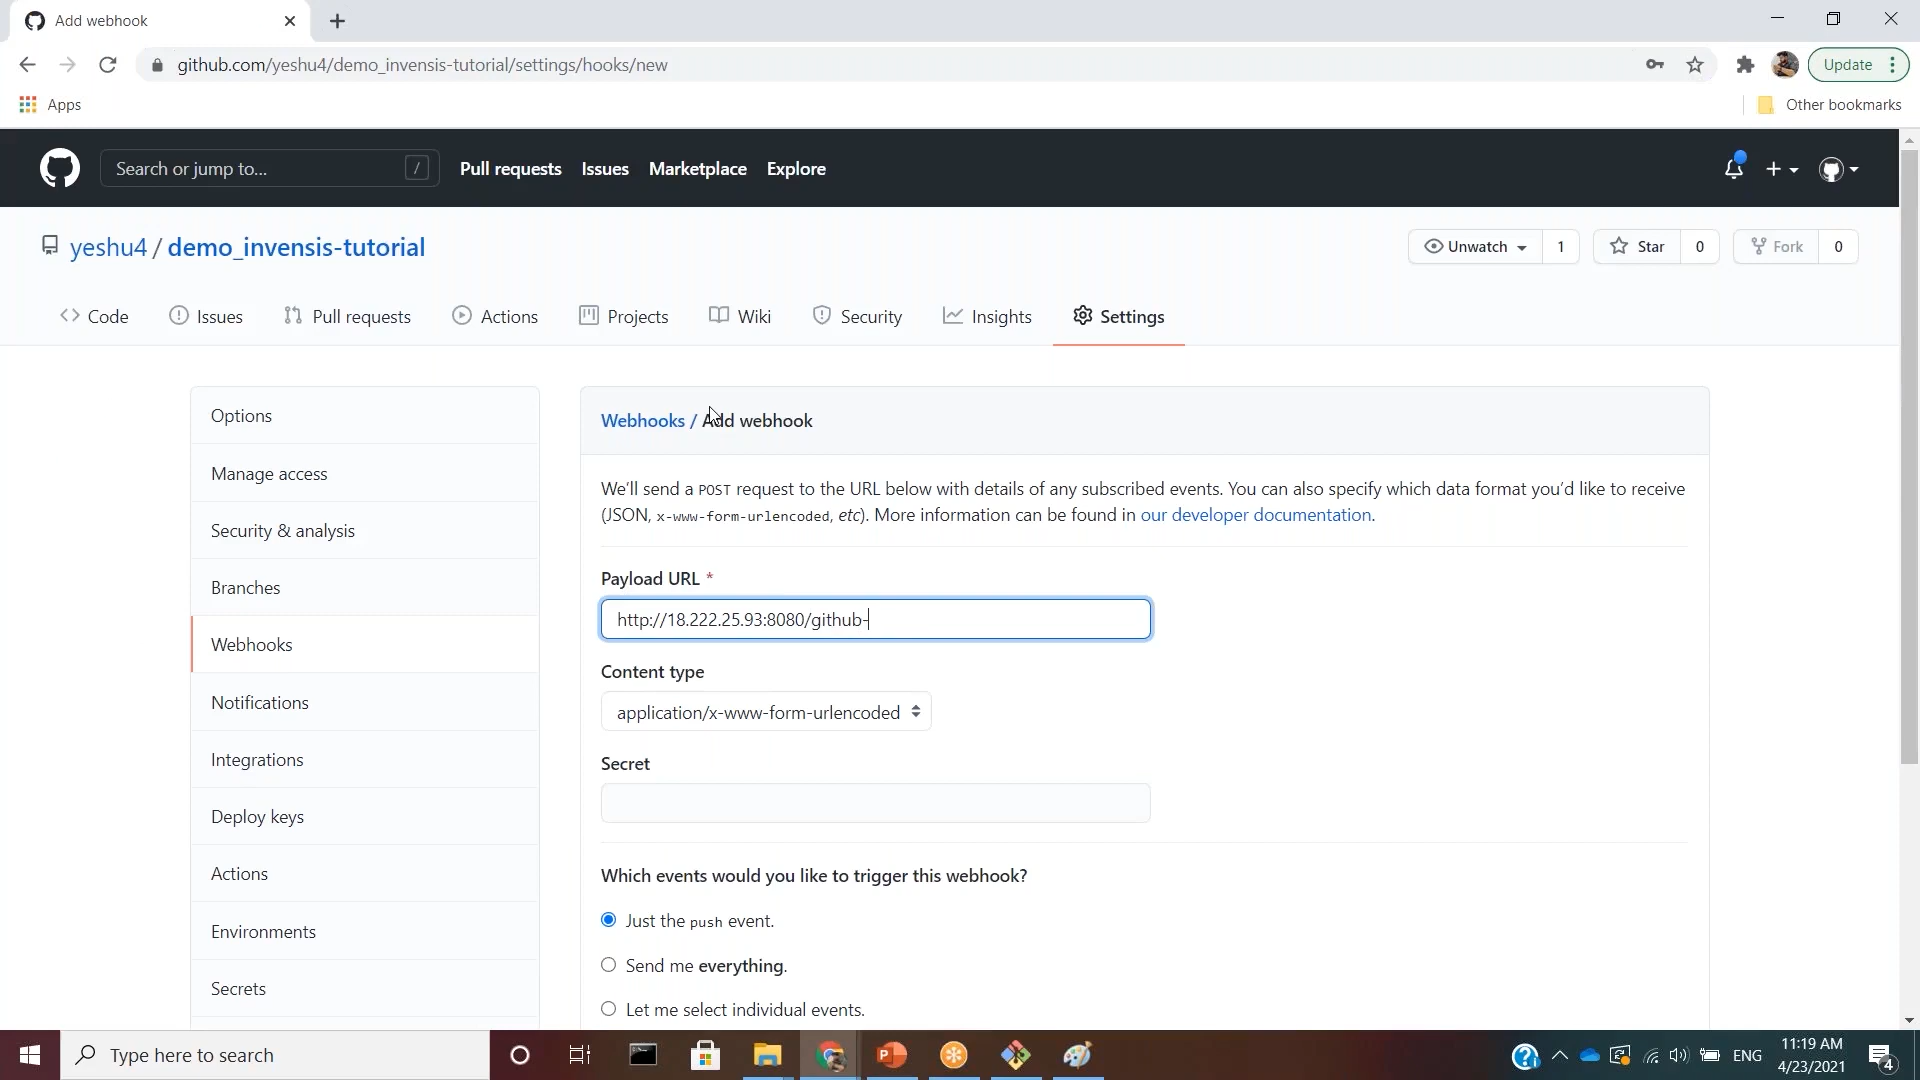 Add webhook
github.com/yeshu4/demo_invensis-tutorial/settings/hooks/new
Update
Apps
Other bookmarks
Search or jump to...
/
Pull requests
Issues
Marketplace
Explore
yeshu4 / demo_invensis-tutorial
Unwatch
1
Star
0
Fork
0
Code
Issues
Pull requests
Actions
Projects
Wiki
Security
Insights
Settings
Options
Manage access
Security & analysis
Branches
Webhooks
Notifications
Integrations
Deploy keys
Actions
Environments
Secrets
Webhooks / Add webhook
We'll send a POST request to the URL below with details of any subscribed events. You can also specify which data format you'd like to receive
(JSON, x-www-form-urlencoded, etc). More information can be found in our developer documentation.
Payload URL *
http://18.222.25.93:8080/github-
Content type
application/x-www-form-urlencoded
Secret
Which events would you like to trigger this webhook?
Just the push event.
Send me everything.
Let me select individual events.
Type here to search
ENG
11:19 AM
4/23/2021
4